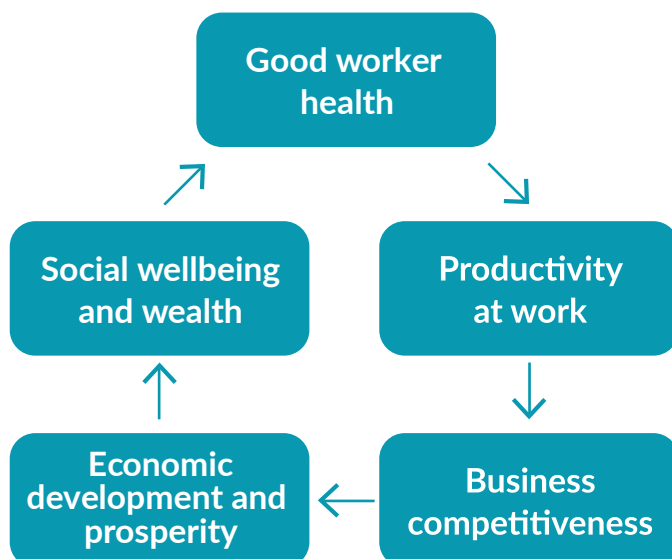 Good worker
health
Social wellbeing
and wealth
Productivity
at work
Economic
development and
prosperity
Business
competitiveness